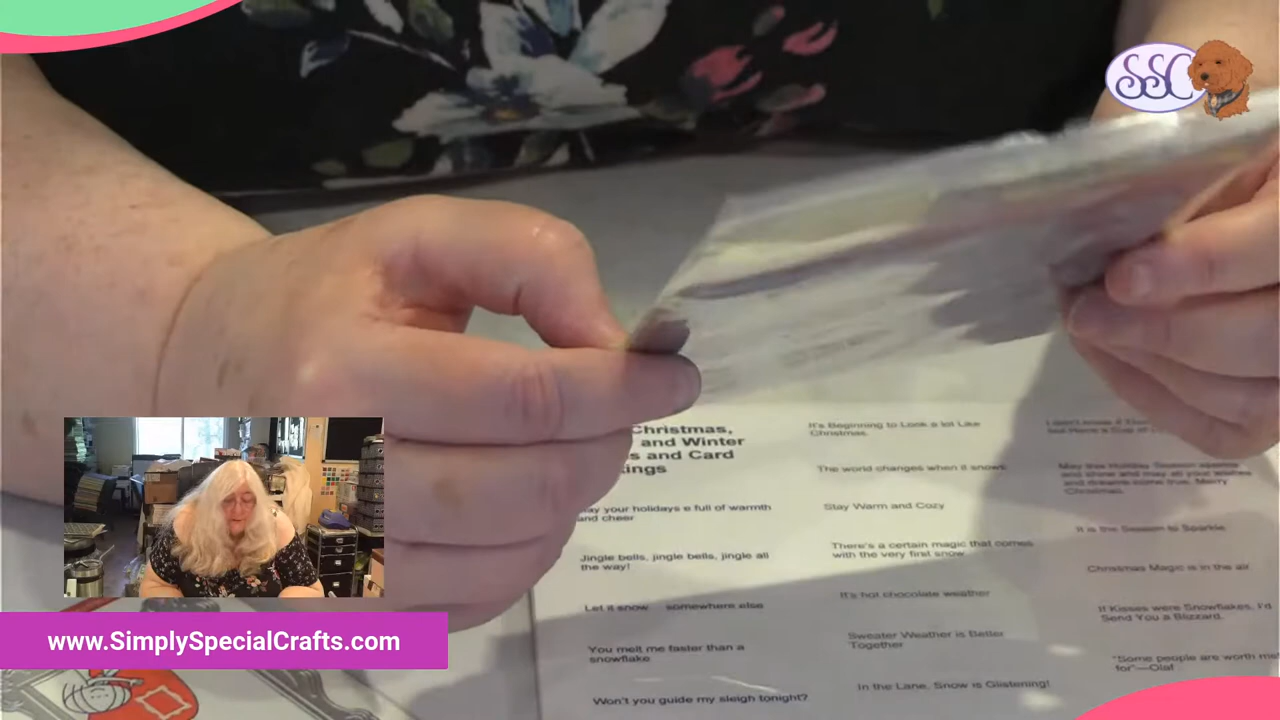 SSC
Christmas,
and Winter
s and Card
tings
ay your holidays e full of warmth
and cheer
Jingle bells, jingle bells, jingle all
the way!
Let it snow somewhere else
You melt me faster than a
snowflake
Won't you guide my sleigh tonight?
It's Beginning to Look a lot Like
Christmas.
The world changes when it snows
Stay Warm and Cozy
There's a certain magic that comes
with the very first snow
It's hot chocolate weather
Sweater Weather is Better
Together
In the Lane, Snow is Glistening!
May this Holiday Season sparkle
and shine and may all your wishes
and dreams come true, Merry
Christmas.
It is the Season to Sparkle
Christmas Magic is in the air
If Kisses were Snowflakes, I'd
Send You a Blizzard.
"Some people are worth me
for"—Olaf
www.SimplySpecialCrafts.com